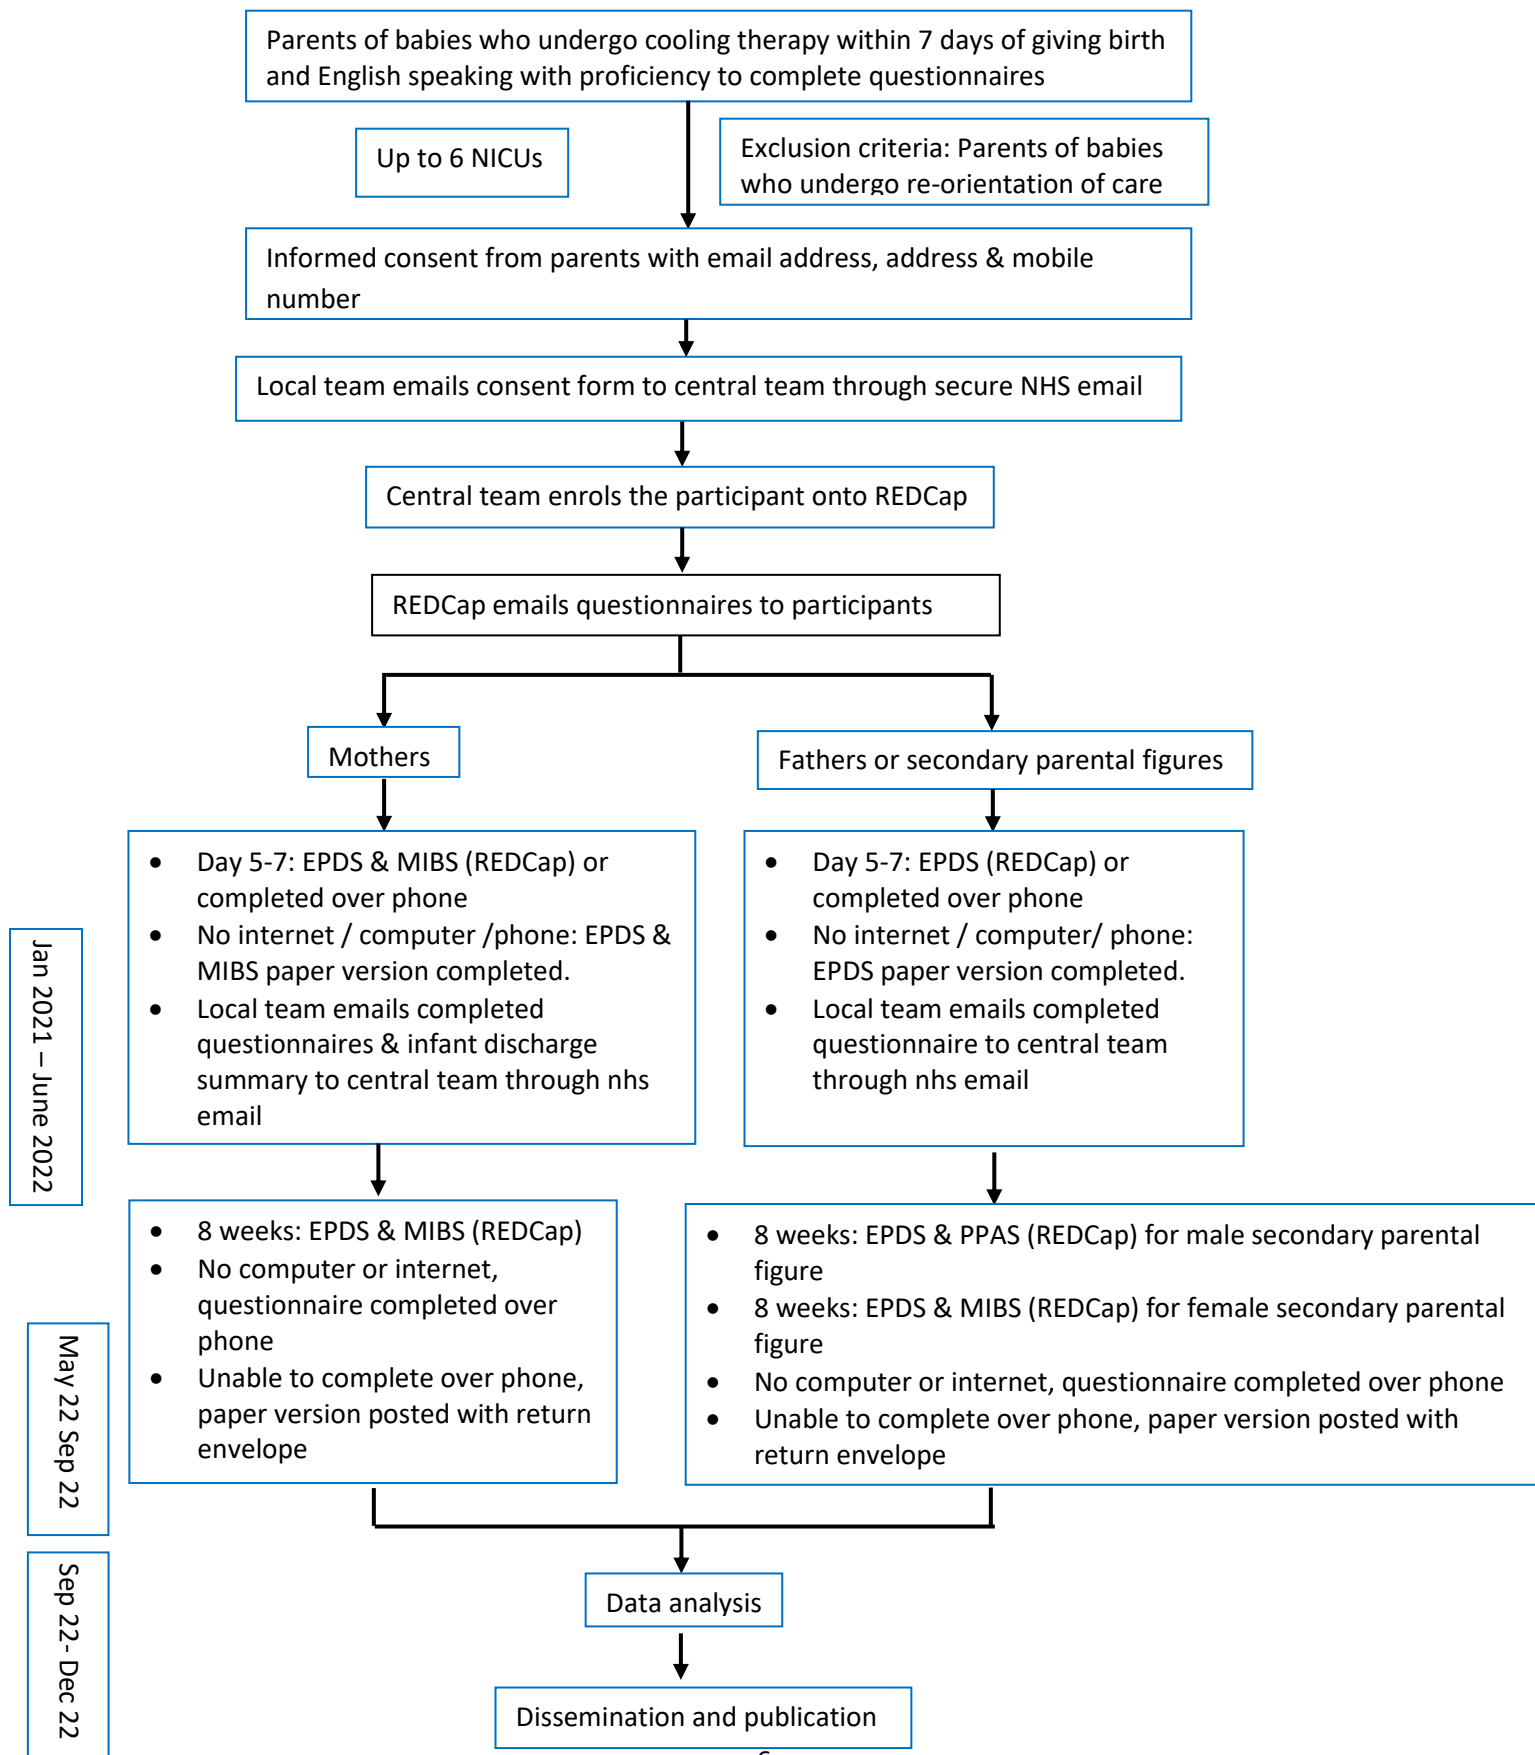 Parents of babies who undergo cooling therapy within 7 days of giving birth
and English speaking with proficiency to complete questionnaires
Up to 6 NICUs
Exclusion criteria: Parents of babies
who undergo re-orientation of care
Informed consent from parents with email address, address & mobile
number
Local team emails consent form to central team through secure NHS email
Central team enrols the participant onto REDCap
REDCap emails questionnaires to participants
Mothers
Fathers or secondary parental figures
• Day 5-7: EPDS & MIBS (REDCap) or
completed over phone
• No internet / computer /phone: EPDS &
MIBS paper version completed.
• Local team emails completed
questionnaires & infant discharge
summary to central team through nhs
email
• Day 5-7: EPDS (REDCap) or
completed over phone
• No internet / computer/ phone:
EPDS paper version completed.
• Local team emails completed
questionnaire to central team
through nhs email
Jan 2021 – June 2022
• 8 weeks: EPDS & MIBS (REDCap)
• No computer or internet,
questionnaire completed over
phone
• Unable to complete over phone,
paper version posted with return
envelope
• 8 weeks: EPDS & PPAS (REDCap) for male secondary parental
figure
• 8 weeks: EPDS & MIBS (REDCap) for female secondary parental
figure
• No computer or internet, questionnaire completed over phone
• Unable to complete over phone, paper version posted with
return envelope
May 22 Sep 22
Data analysis
Sep 22- Dec 22
Dissemination and publication